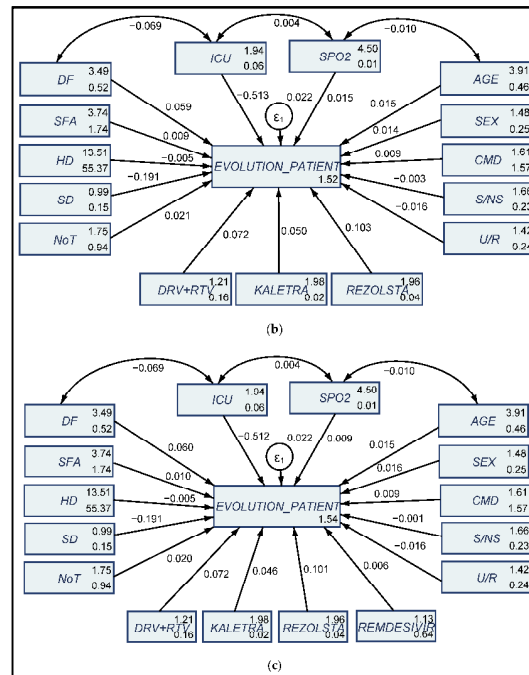 −0.069
0.004
−0.010
ICU 1.94 0.06
SPO2 4.50 0.01
DF 3.49 0.52
AGE 3.91 0.46
SFA 3.74 1.74
SEX 1.48 0.25
HD 13.51 55.37
CMD 1.61 1.57
SD 0.99 0.15
S/NS 1.66 0.23
NoT 1.75 0.94
U/R 1.42 0.24
−0.513
ε1 0.022
0.015
0.059
0.009
−0.005
−0.191
0.021
EVOLUTION_PATIENT 1.52
0.015
0.014
0.009
−0.003
−0.016
0.072
0.050
0.103
DRV+RTV 1.21 0.16
KALETRA 1.98 0.02
REZOLSTA 1.96 0.04
(b)
−0.069
0.004
−0.010
ICU 1.94 0.06
SPO2 4.50 0.01
DF 3.49 0.52
AGE 3.91 0.46
SFA 3.74 1.74
SEX 1.48 0.25
HD 13.51 55.37
CMD 1.61 1.57
SD 0.99 0.15
S/NS 1.66 0.23
NoT 1.75 0.94
U/R 1.42 0.24
−0.512
ε1 0.022
0.009
0.060
0.010
−0.005
−0.191
0.020
EVOLUTION_PATIENT 1.54
0.015
0.016
0.009
−0.001
−0.016
0.072
0.046
0.101
0.006
DRV+RTV 1.21 0.16
KALETRA 1.98 0.02
REZOLSTA 1.96 0.04
REMDESIVIR 1.13 0.64
(c)